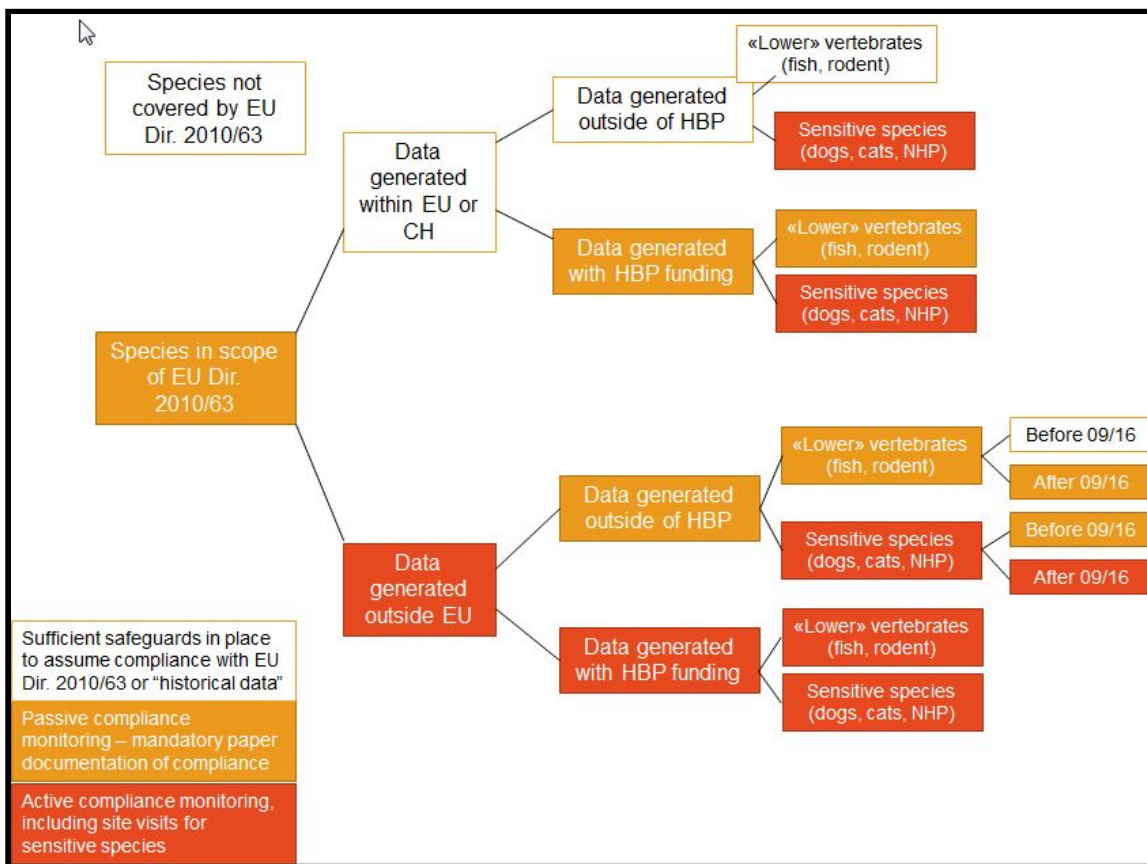 Species not
covered by EU
Dir. 2010/63
Species in scope
of EU Dir.
2010/63
Data
generated
within EU or
CH
Data generated
outside of HBP
«Lower» vertebrates
(fish, rodent)
Sensitive species
(dogs, cats, NHP)
Data generated
with HBP funding
«Lower» vertebrates
(fish, rodent)
Sensitive species
(dogs, cats, NHP)
Data
generated
outside EU
Data generated
outside of HBP
«Lower» vertebrates
(fish, rodent)
Before 09/16
After 09/16
Sensitive species
(dogs, cats, NHP)
Before 09/16
After 09/16
Data generated
with HBP funding
«Lower» vertebrates
(fish, rodent)
Sensitive species
(dogs, cats, NHP)
Sufficient safeguards in place
to assume compliance with EU
Dir. 2010/63 or “historical data”
Passive compliance
monitoring – mandatory paper
documentation of compliance
Active compliance monitoring,
including site visits for
sensitive species